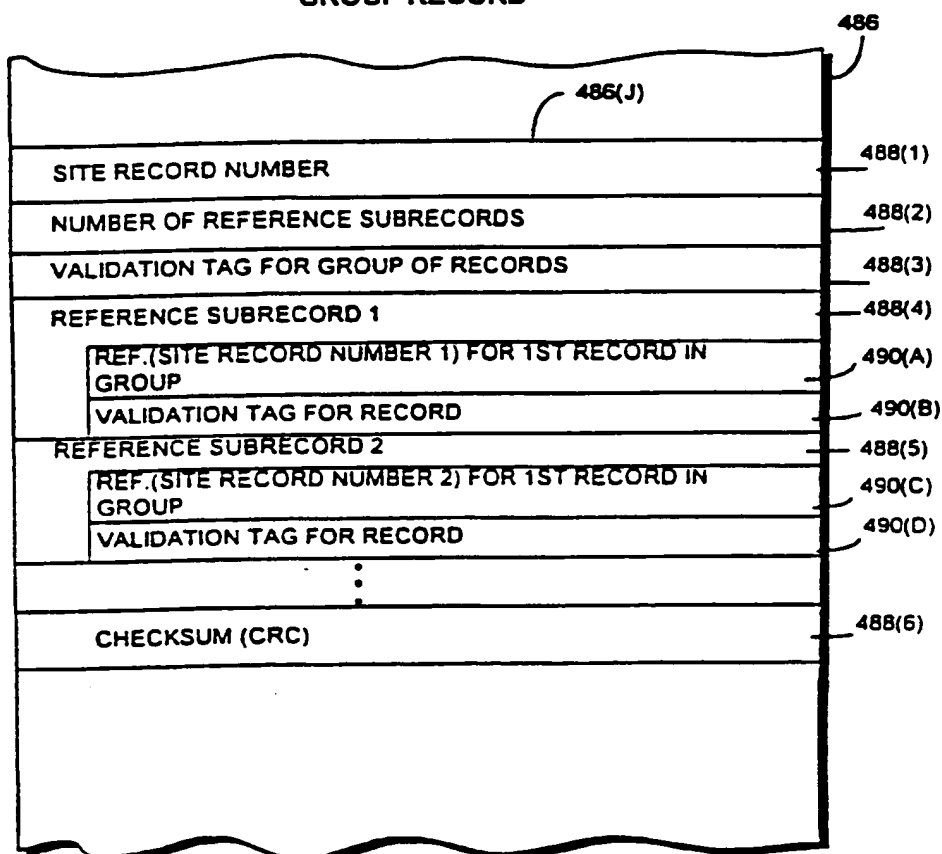 GROUP RECORD
486
486(J)
SITE RECORD NUMBER 488(1)
NUMBER OF REFERENCE SUBRECORDS 488(2)
VALIDATION TAG FOR GROUP OF RECORDS 488(3)
REFERENCE SUBRECORD 1 488(4)
REF.(SITE RECORD NUMBER 1) FOR 1ST RECORD IN 490(A)
GROUP
VALIDATION TAG FOR RECORD 490(B)
REFERENCE SUBRECORD 2 488(5)
REF.(SITE RECORD NUMBER 2) FOR 1ST RECORD IN 490(C)
GROUP
VALIDATION TAG FOR RECORD 490(D)
CHECKSUM (CRC) 488(6)